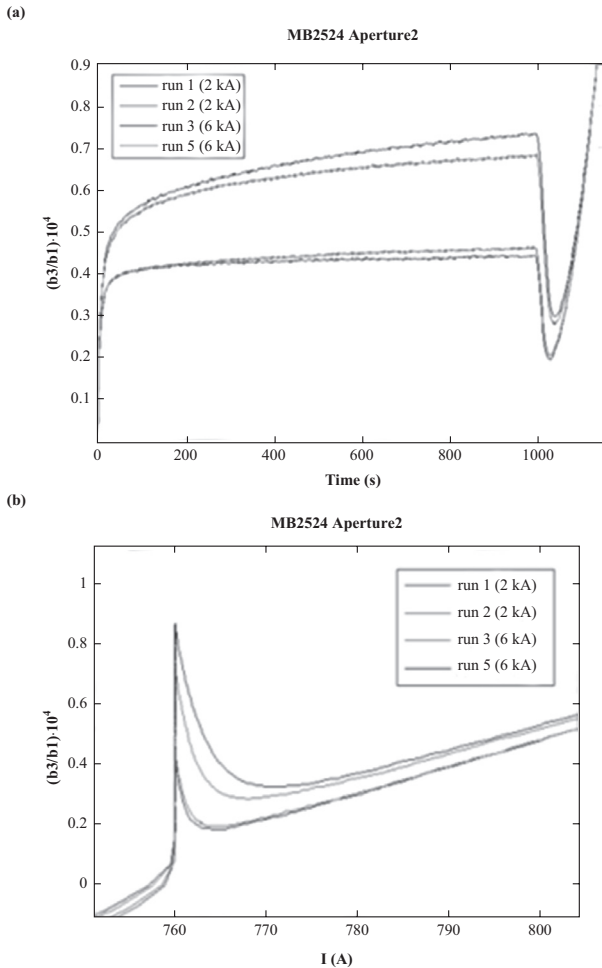 (a)
MB2524 Aperture2
(b3/b1)·10⁴
0.9
0.8
0.7
0.6
0.5
0.4
0.3
0.2
0.1
run 1 (2 kA)
run 2 (2 kA)
run 3 (6 kA)
run 5 (6 kA)
0 200 400 600 800 1000
Time (s)
(b)
MB2524 Aperture2
(b3/b1)·10⁴
1
0.8
0.6
0.4
0.2
0
run 1 (2 kA)
run 2 (2 kA)
run 3 (6 kA)
run 5 (6 kA)
760 770 780 790 800
I (A)